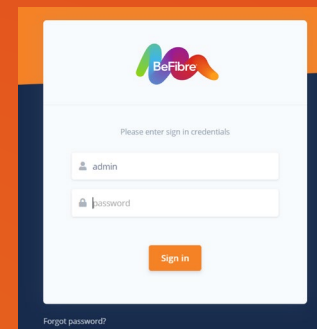 BeFibre
Please enter sign in credentials
admin
password
Sign in
Forgot password?